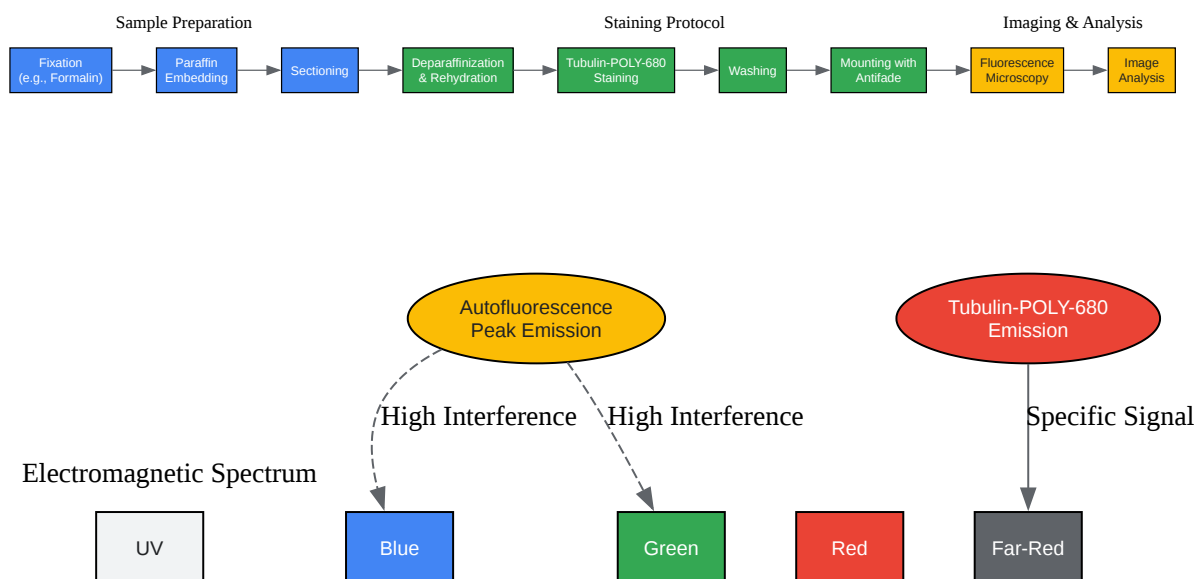 Sample Preparation
Staining Protocol
Imaging & Analysis
Fixation
(e.g., Formalin)
Paraffin
Embedding
Sectioning
Deparaffinization
& Rehydration
Tubulin-POLY-680
Staining
Washing
Mounting with
Antifade
Fluorescence
Microscopy
Image
Analysis
Autofluorescence
Peak Emission
Tubulin-POLY-680
Emission
High Interference
High Interference
Specific Signal
Electromagnetic Spectrum
UV
Blue
Green
Red
Far-Red